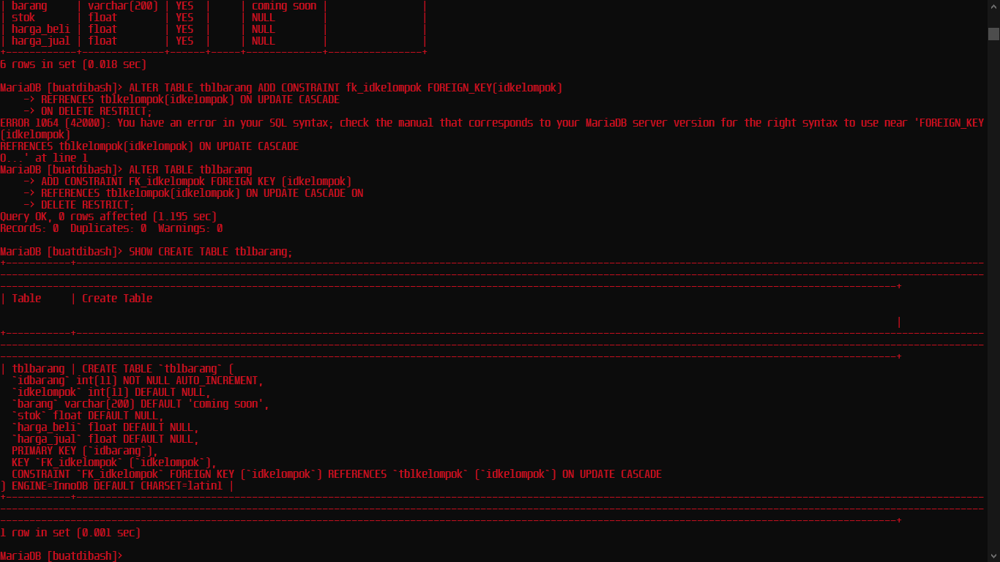 | barang     | varchar(200) | YES  |     | coming soon |                |
| stok       | float        | YES  |     | NULL        |                |
| harga_beli | float        | YES  |     | NULL        |                |
| harga_jual | float        | YES  |     | NULL        |                |
+------------+--------------+------+-----+-------------+----------------+
6 rows in set (0.018 sec)
MariaDB [buatdibash]> ALTER TABLE tblbarang ADD CONSTRAINT fk_idkelompok FOREIGN_KEY(idkelompok)
    -> REFRENCES tblkelompok(idkelompok) ON UPDATE CASCADE
    -> ON DELETE RESTRICT;
ERROR 1064 (42000): You have an error in your SQL syntax; check the manual that corresponds to your MariaDB server version for the right syntax to use near 'FOREIGN_KEY
(idkelompok)
REFRENCES tblkelompok(idkelompok) ON UPDATE CASCADE
O...' at line 1
MariaDB [buatdibash]> ALTER TABLE tblbarang
    -> ADD CONSTRAINT FK_idkelompok FOREIGN KEY (idkelompok)
    -> REFERENCES tblkelompok(idkelompok) ON UPDATE CASCADE ON
    -> DELETE RESTRICT;
Query OK, 0 rows affected (1.195 sec)
Records: 0  Duplicates: 0  Warnings: 0
MariaDB [buatdibash]> SHOW CREATE TABLE tblbarang;
| Table     | Create Table
|
| tblbarang | CREATE TABLE `tblbarang` (
  `idbarang` int(11) NOT NULL AUTO_INCREMENT,
  `idkelompok` int(11) DEFAULT NULL,
  `barang` varchar(200) DEFAULT 'coming soon',
  `stok` float DEFAULT NULL,
  `harga_beli` float DEFAULT NULL,
  `harga_jual` float DEFAULT NULL,
  PRIMARY KEY (`idbarang`),
  KEY `FK_idkelompok` (`idkelompok`),
  CONSTRAINT `FK_idkelompok` FOREIGN KEY (`idkelompok`) REFERENCES `tblkelompok` (`idkelompok`) ON UPDATE CASCADE
) ENGINE=InnoDB DEFAULT CHARSET=latin1 |
1 row in set (0.001 sec)
MariaDB [buatdibash]>